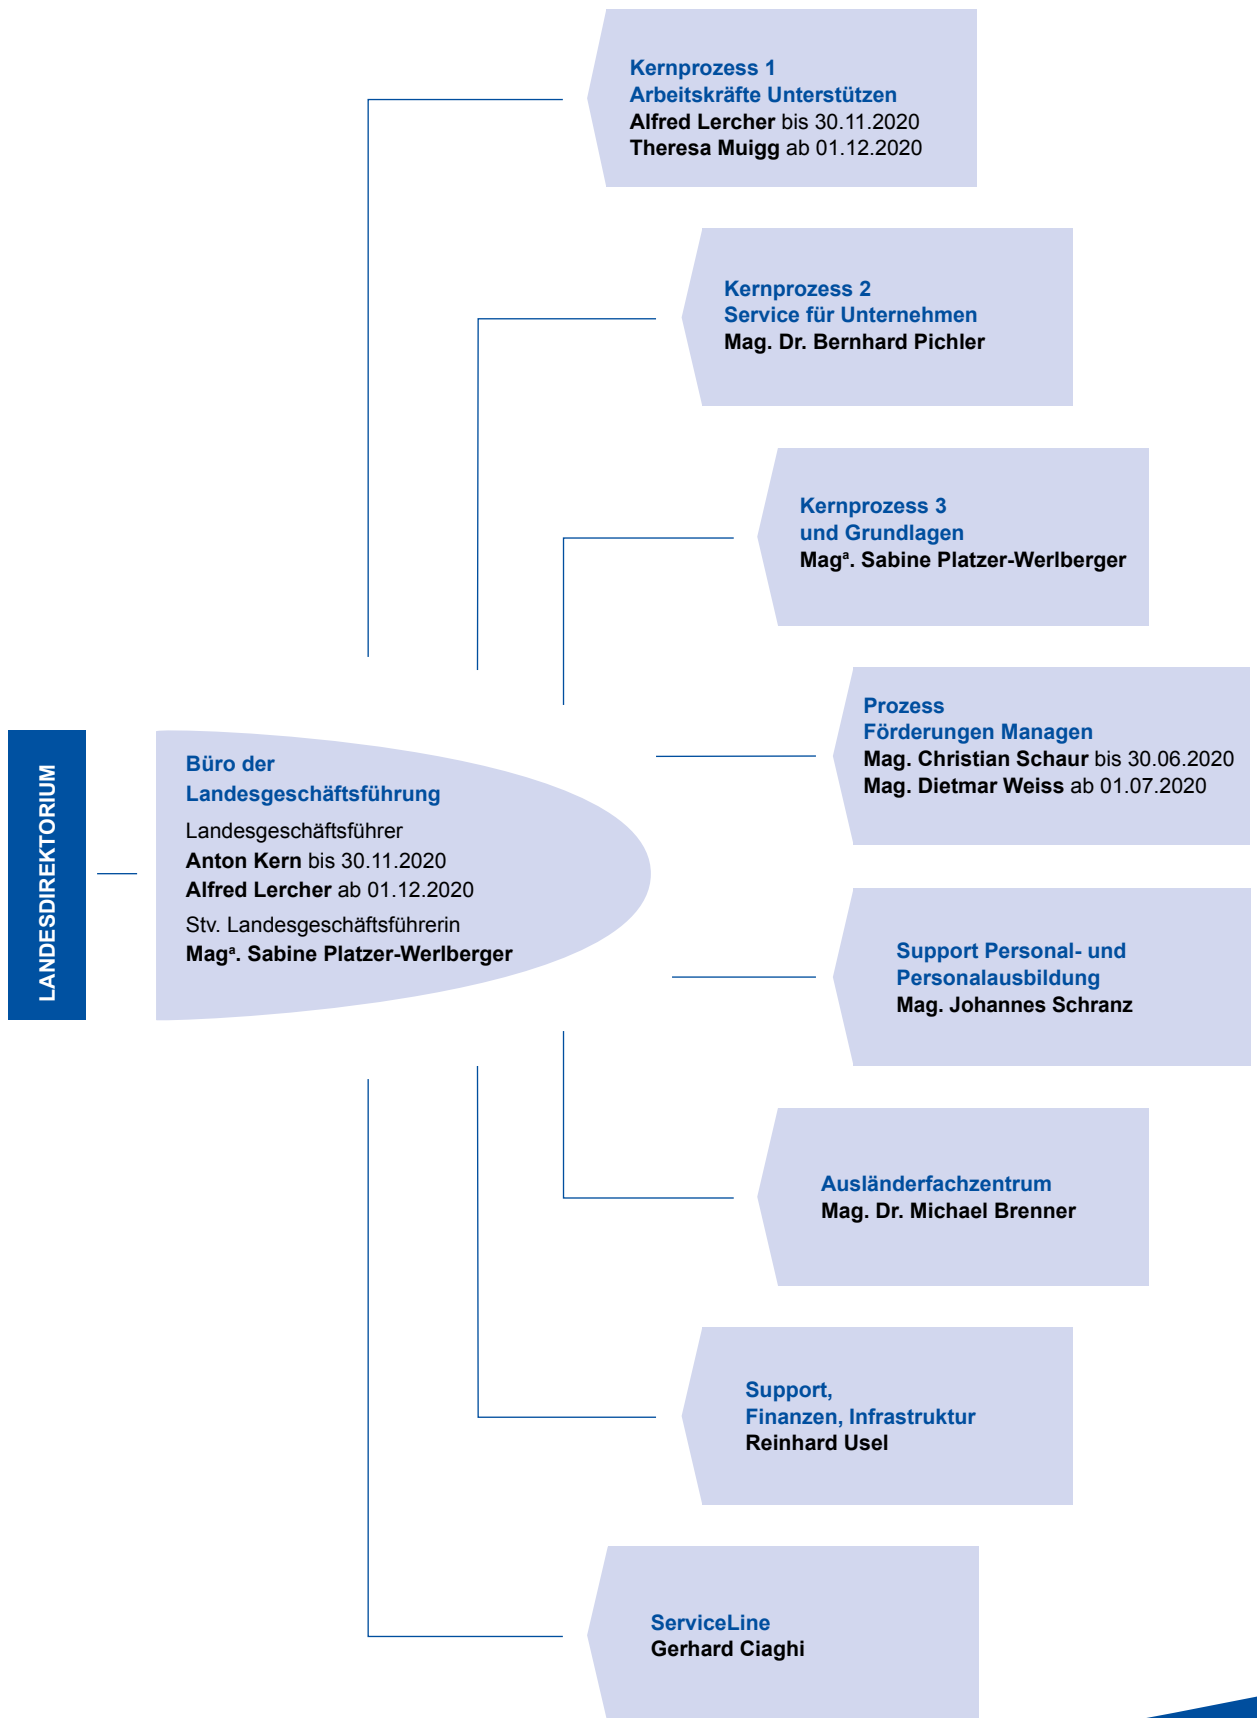 Kernprozess 1
Arbeitskräfte Unterstützen
Alfred Lercher bis 30.11.2020
Theresa Muigg ab 01.12.2020
Kernprozess 2
Service für Unternehmen
Mag. Dr. Bernhard Pichler
Kernprozess 3
und Grundlagen
Magª. Sabine Platzer-Werlberger
Prozess
Förderungen Managen
Mag. Christian Schaur bis 30.06.2020
Mag. Dietmar Weiss ab 01.07.2020
LANDESDIREKTORIUM
Büro der
Landesgeschäftsführung
Landesgeschäftsführer
Anton Kern bis 30.11.2020
Alfred Lercher ab 01.12.2020
Stv. Landesgeschäftsführerin
Magª. Sabine Platzer-Werlberger
Support Personal- und
Personalausbildung
Mag. Johannes Schranz
Ausländerfachzentrum
Mag. Dr. Michael Brenner
Support,
Finanzen, Infrastruktur
Reinhard Usel
ServiceLine
Gerhard Ciaghi